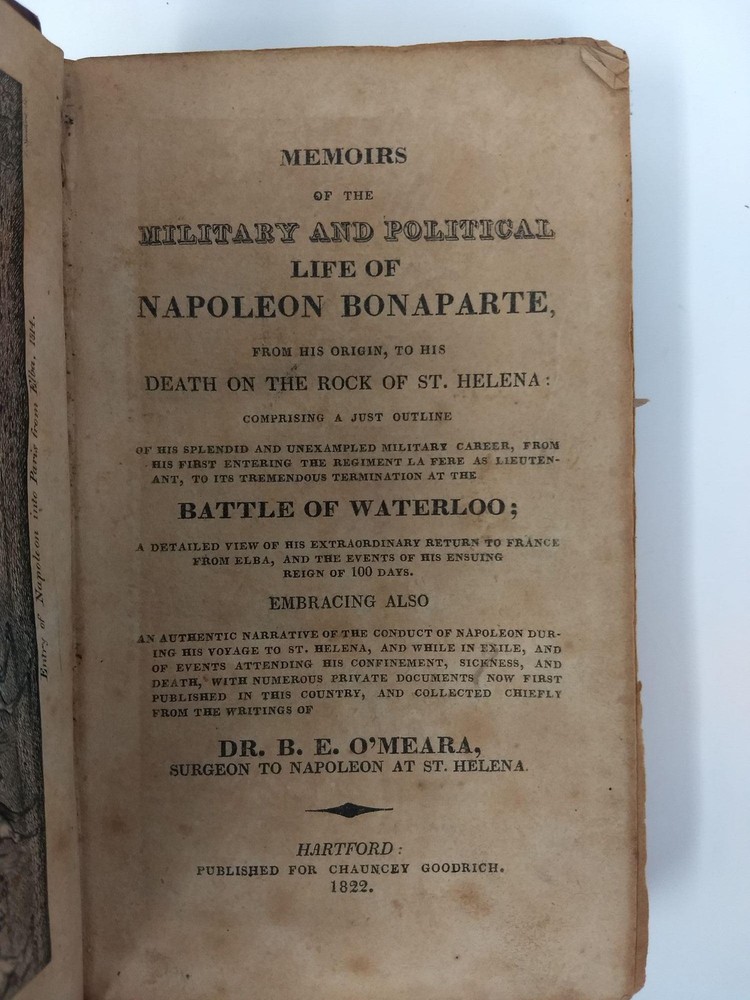 MEMOIRS
OF THE
MILITARY AND POLITICAL
LIFE OF
NAPOLEON BONAPARTE,
FROM HIS ORIGIN, TO HIS
DEATH ON THE ROCK OF ST. HELENA:
COMPRISING A JUST OUTLINE
OF HIS SPLENDID AND UNEXAMPLED MILITARY CAREER, FROM
HIS FIRST ENTERING THE REGIMENT LA FERE AS LIEUTEN-
ANT, TO ITS TREMENDOUS TERMINATION AT THE
BATTLE OF WATERLOO;
A DETAILED VIEW OF HIS EXTRAORDINARY RETURN TO FRANCE
FROM ELBA, AND THE EVENTS OF HIS ENSUING
REIGN OF 100 DAYS.
EMBRACING ALSO
AN AUTHENTIC NARRATIVE OF THE CONDUCT OF NAPOLEON DUR-
ING HIS VOYAGE TO ST. HELENA, AND WHILE IN EXILE, AND
OF EVENTS ATTENDING HIS CONFINEMENT, SICKNESS, AND
DEATH, WITH NUMEROUS PRIVATE DOCUMENTS NOW FIRST
PUBLISHED IN THIS COUNTRY, AND COLLECTED CHIEFLY
FROM THE WRITINGS OF
DR. B. E. O'MEARA,
SURGEON TO NAPOLEON AT ST. HELENA.
HARTFORD:
PUBLISHED FOR CHAUNCEY GOODRICH.
1822.
Entry of Napoleon into Paris from Elba, 1814.